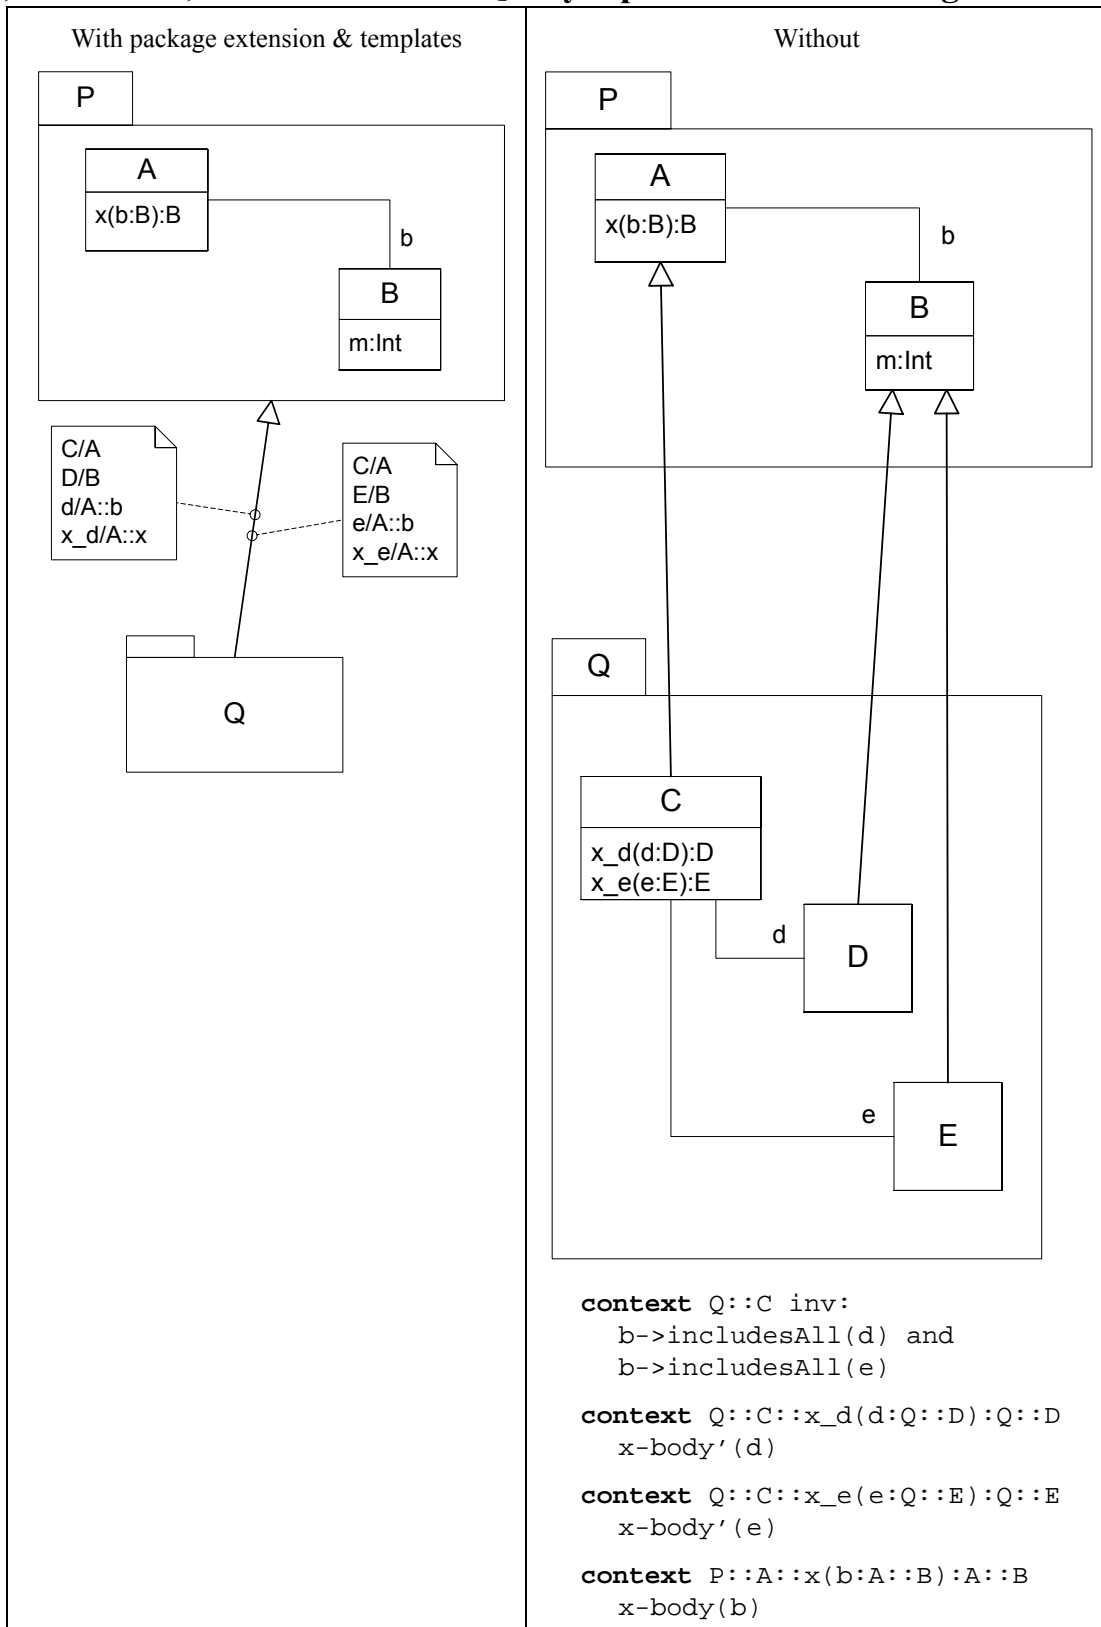 With package extension & templates
P
A
x(b:B):B
b
B
m:Int
C/A
D/B
d/A::b
x_d/A::x
C/A
E/B
e/A::b
x_e/A::x
Q
Without
P
A
x(b:B):B
b
B
m:Int
Q
C
x_d(d:D):D
x_e(e:E):E
d
D
e
E
context Q::C inv:
b->includesAll(d) and
b->includesAll(e)
context Q::C::x_d(d:Q::D):Q::D
x-body’(d)
context Q::C::x_e(e:Q::E):Q::E
x-body’(e)
context P::A::x(b:A::B):A::B
x-body(b)